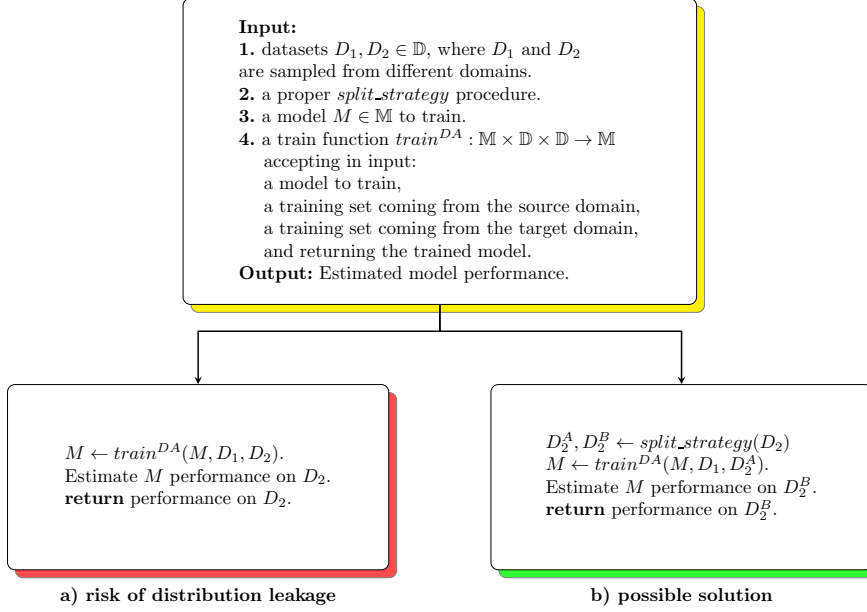 Input:
1. datasets D₁, D₂ ∈ 𝔻, where D₁ and D₂
are sampled from different domains.
2. a proper split_strategy procedure.
3. a model M ∈ 𝕄 to train.
4. a train function train^{DA} : 𝕄 × 𝔻 × 𝔻 → 𝕄
accepting in input:
a model to train,
a training set coming from the source domain,
a training set coming from the target domain,
and returning the trained model.
Output: Estimated model performance.
M ← train^{DA}(M, D₁, D₂).
Estimate M performance on D₂.
return performance on D₂.
a) risk of distribution leakage
D₂^A, D₂^B ← split_strategy(D₂)
M ← train^{DA}(M, D₁, D₂^A).
Estimate M performance on D₂^B.
return performance on D₂^B.
b) possible solution